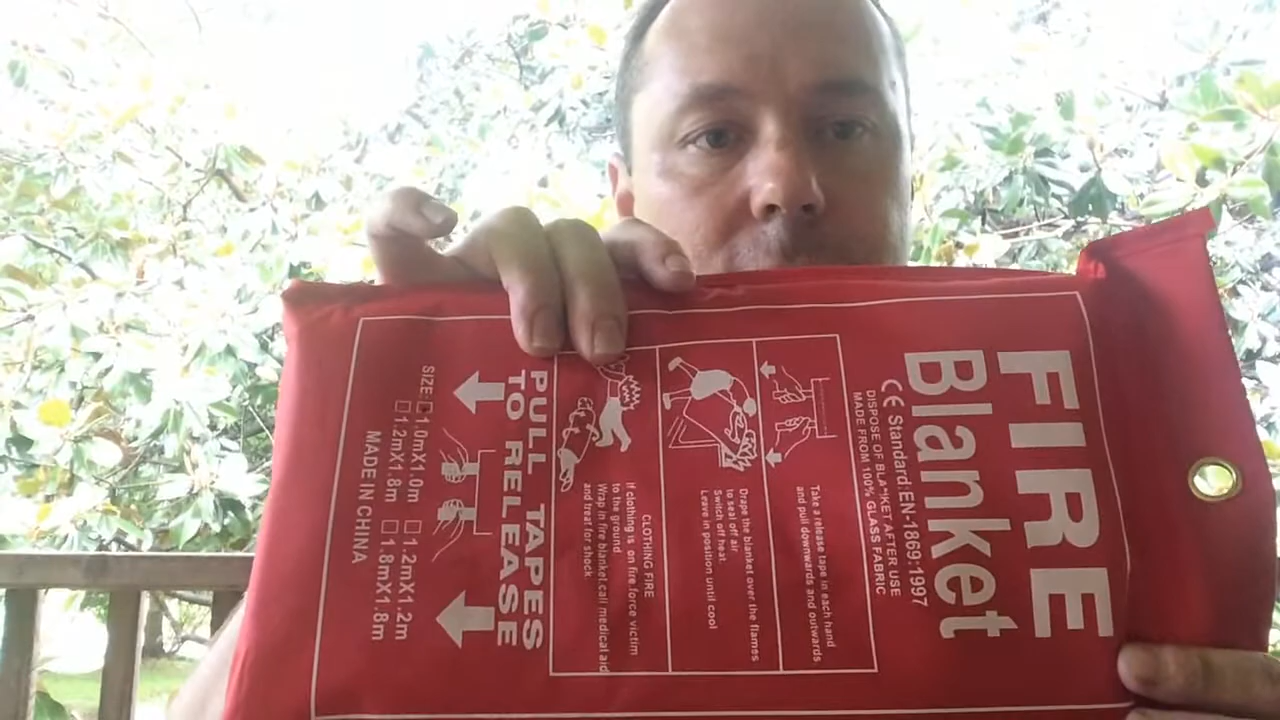 FIRE
Blanket
CE Standard:EN-1869:1997
DISPOSE OF BLANKET AFTER USE
MADE FROM 100% GLASS FABRIC
Take a release tape in each hand
and pull downwards and outwards
Drape the blanket over the flames
to seal off air
Switch off heat
Leave in position until cool
CLOTHING FIRE
If clothing is on fire.force victim
to the ground
Wrap in fire blanket.call medical aid
and treat for shock.
PULL TAPES
TO RELEASE
SIZE: 1.0mX1.0m 1.2mX1.2m
1.2mX1.8m 1.8mX1.8m
MADE IN CHINA